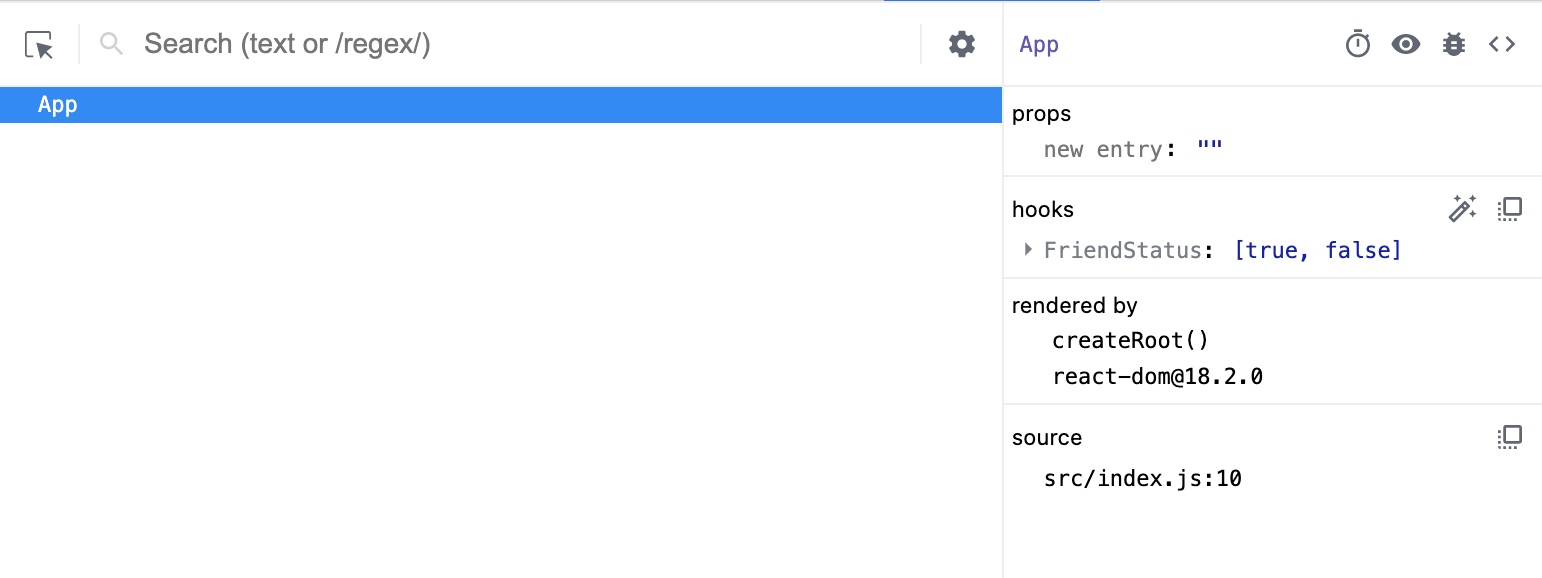 Search (text or /regex/)
App
App
props
new entry: ""
hooks
FriendStatus: [true, false]
rendered by
createRoot()
react-dom@18.2.0
source
src/index.js:10